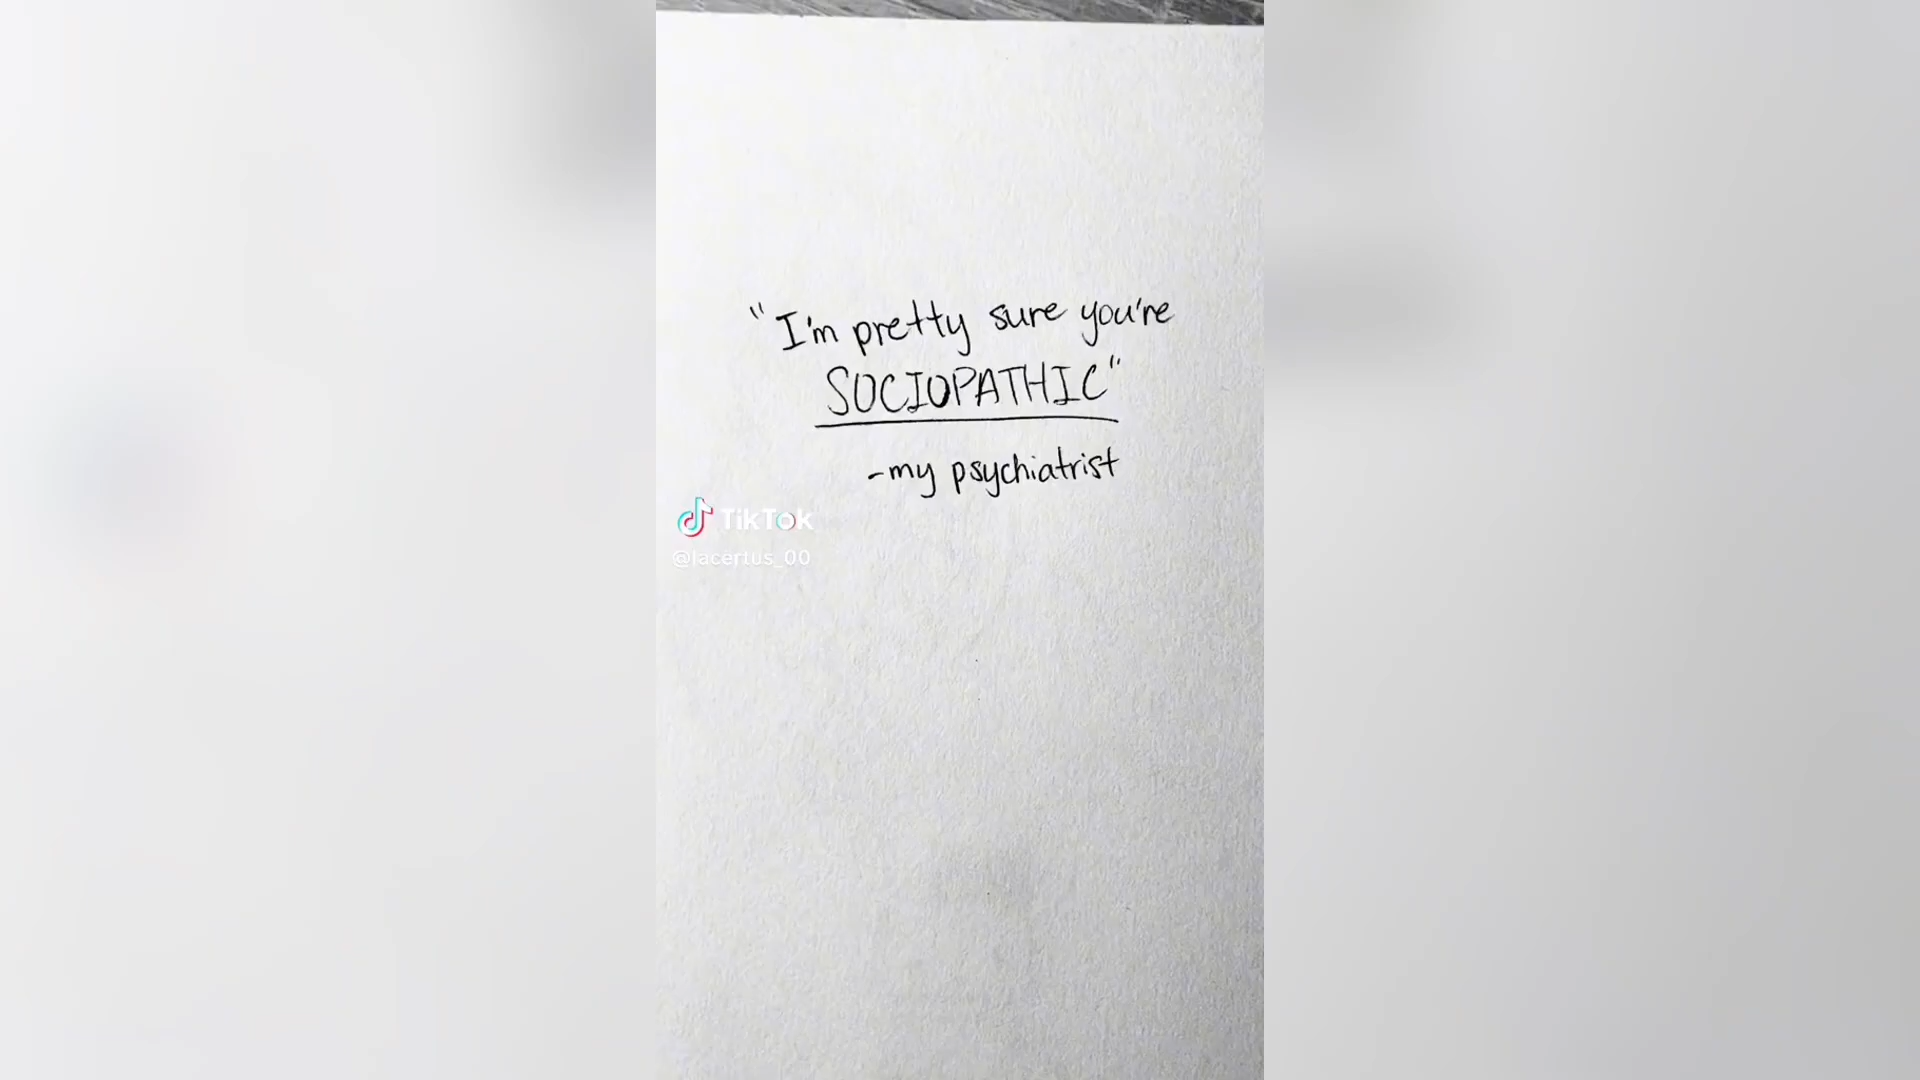 "I'm pretty sure you're
SOCIOPATHIC"
-my psychiatrist
TikTok
@lacertus_00